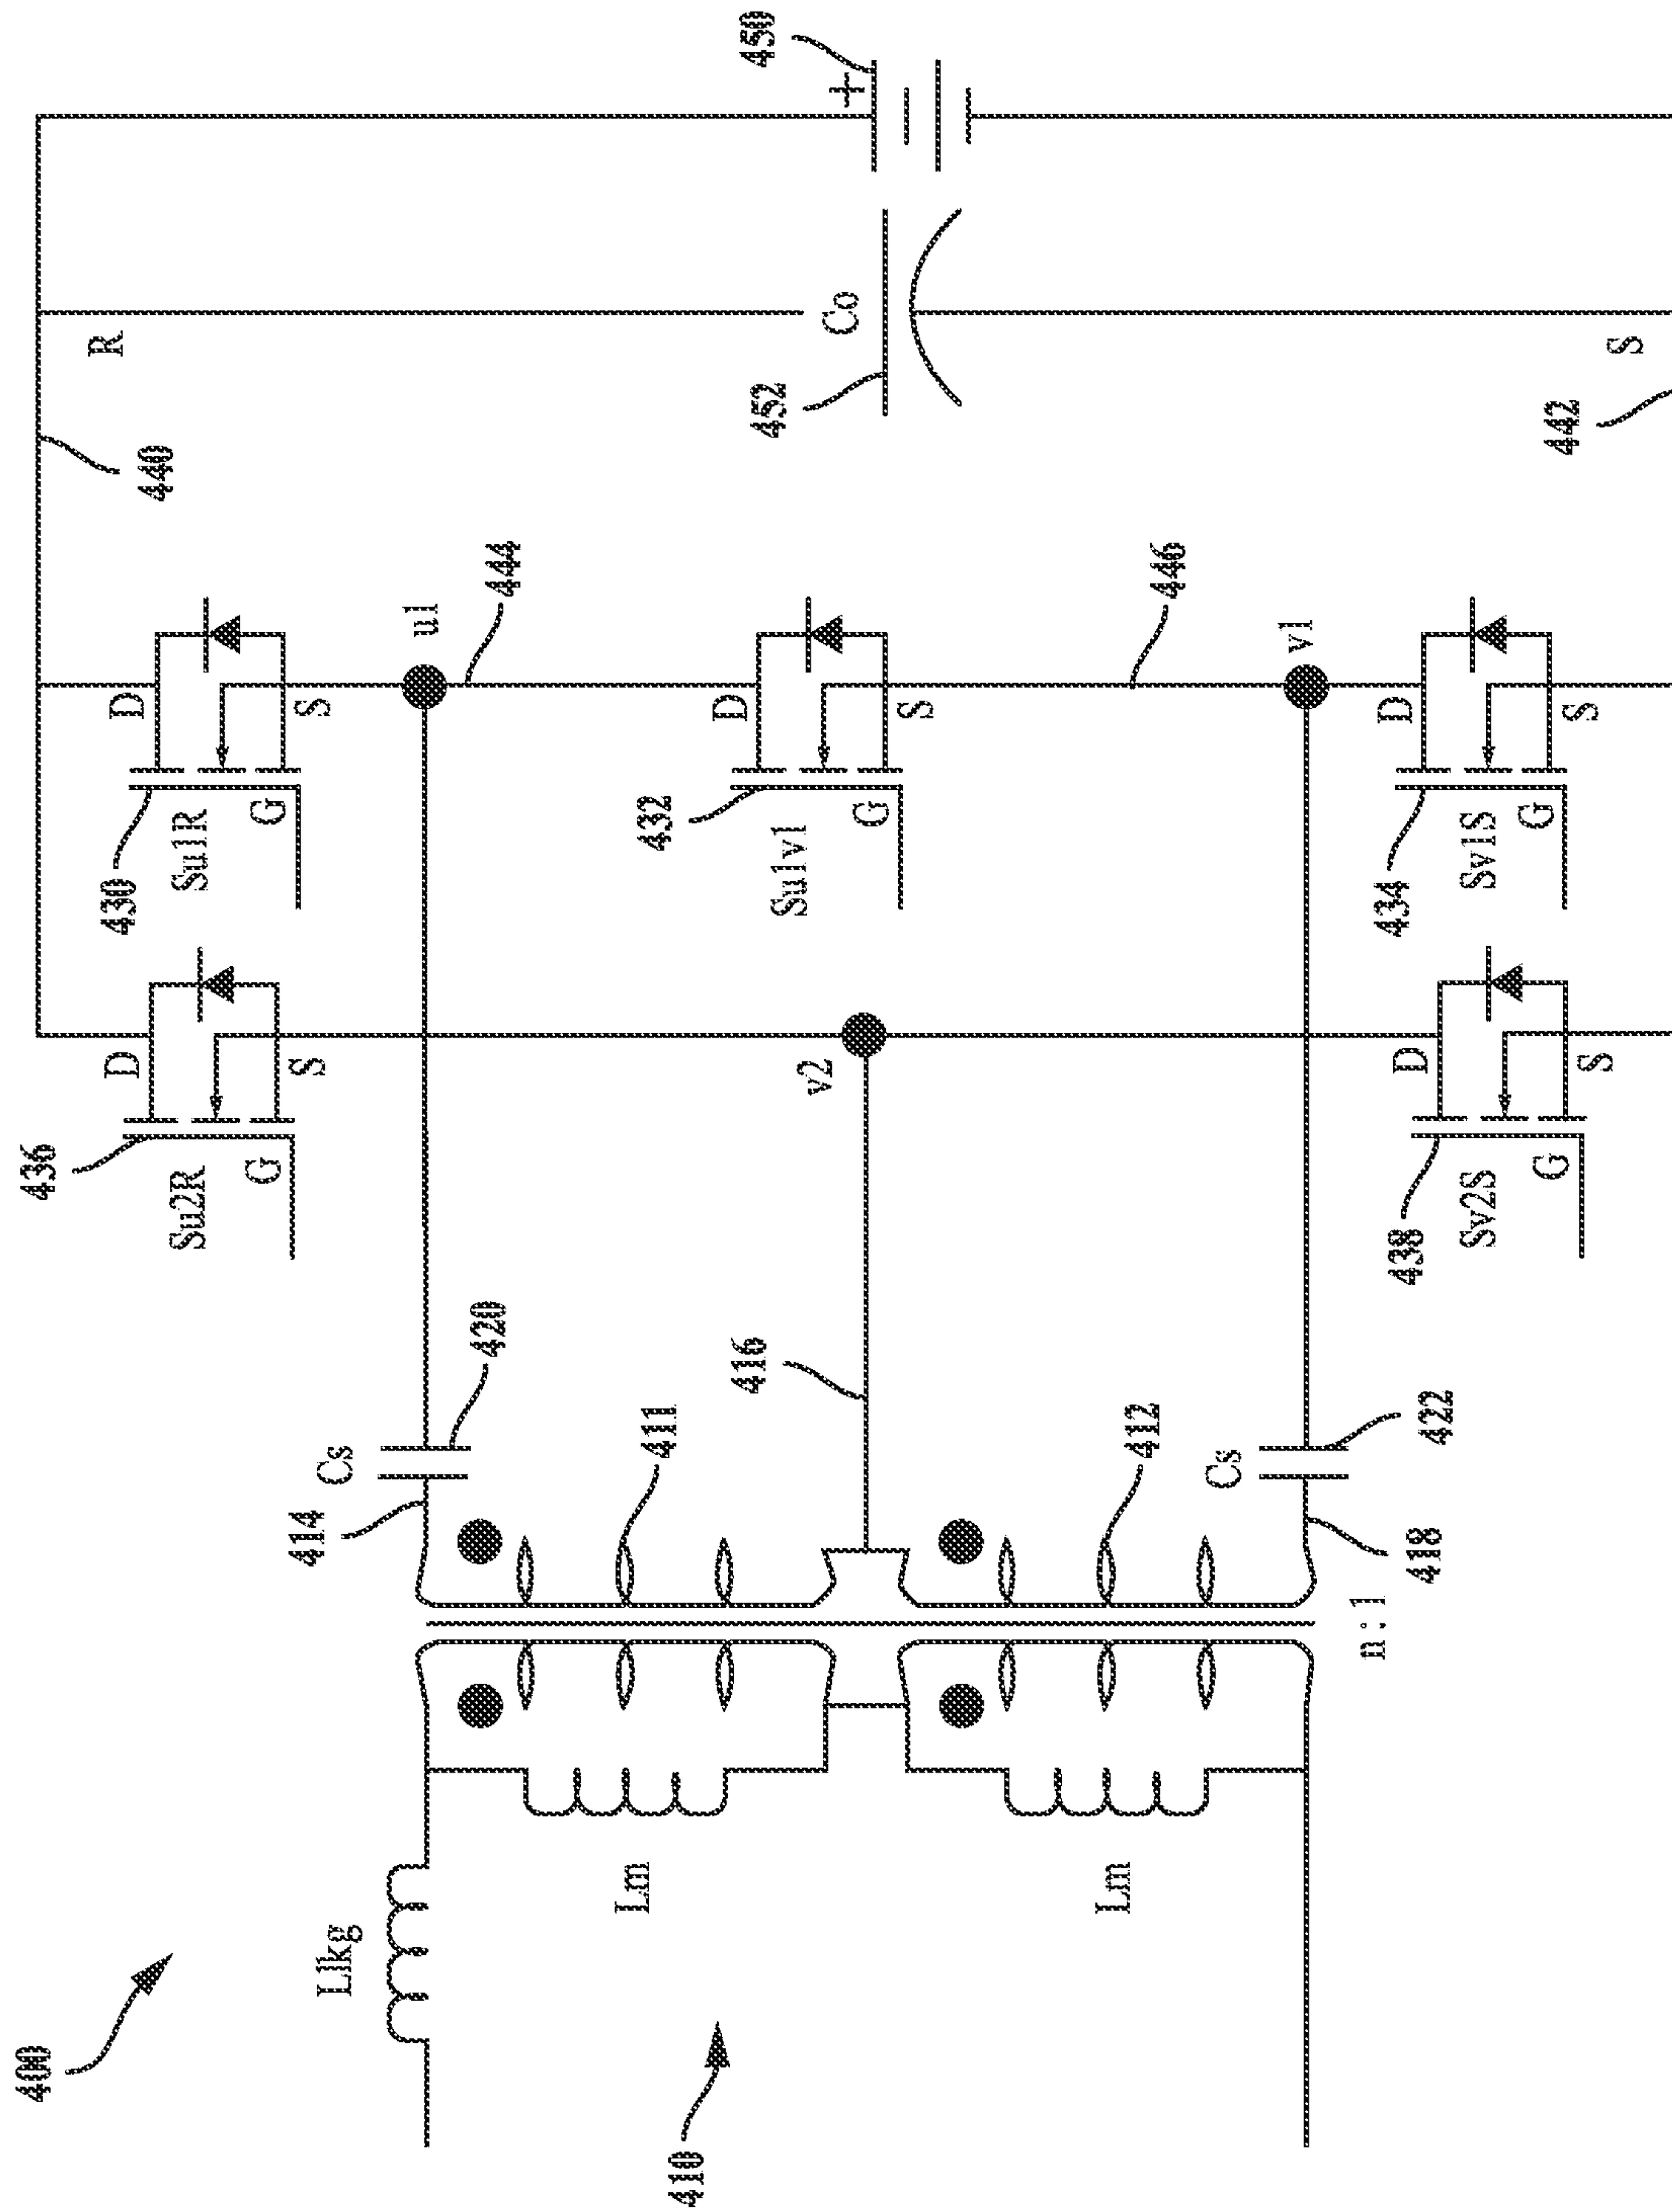 400
436
430
R
D
D
440
Su2R
Su1R
G
G
414
S
S
Llkg
Cs
u1
420
444
Lm
411
432
410
D
416
450
452
Su1v1
v2
Co
+
G
S
Lm
412
446
Cs
v1
n : 1
434
D
438
D
418
422
Sv2S
Sv1S
G
G
442
S
S
S